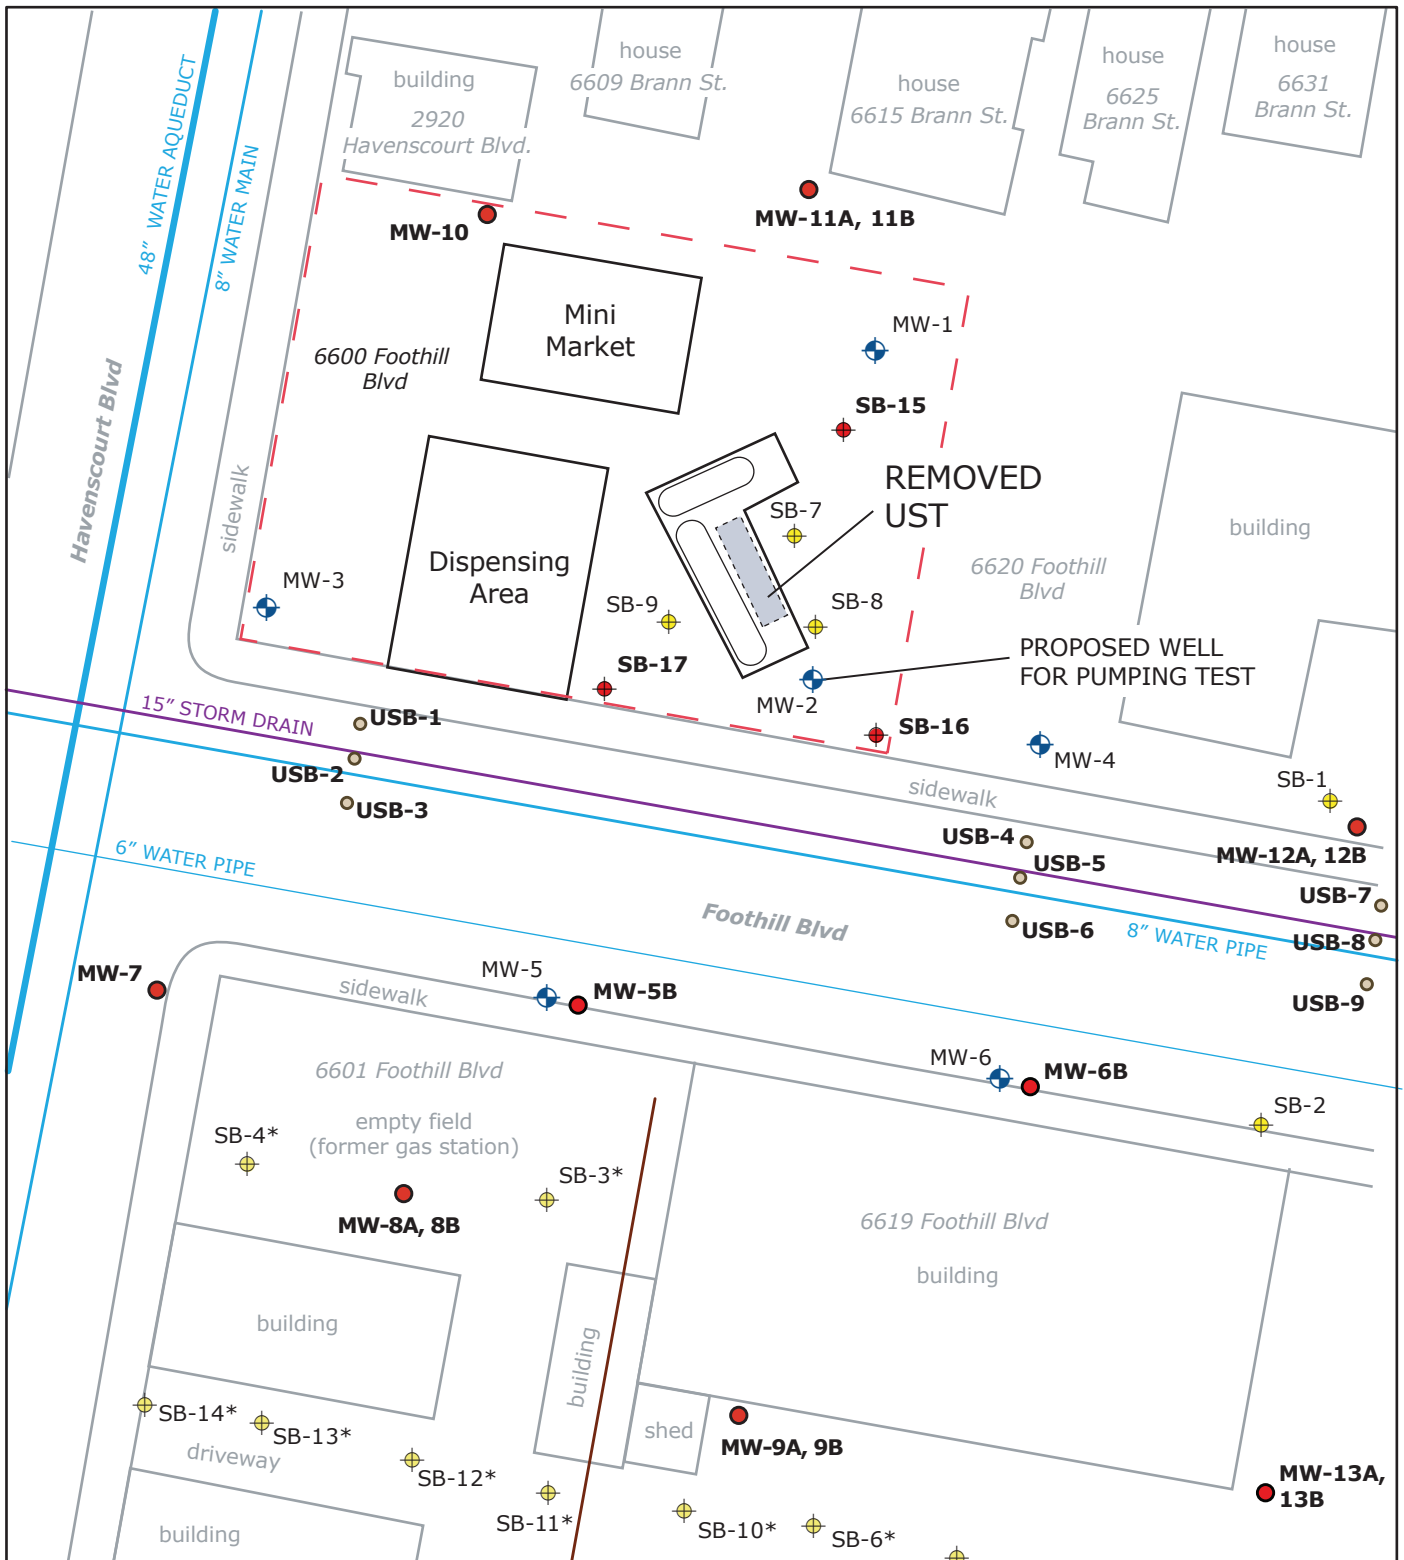 house
6609 Brann St.
building
2920
Havenscourt Blvd.
house
6615 Brann St.
house
6625
Brann St.
house
6631
Brann St.
48” WATER AQUEDUCT
8” WATER MAIN
MW-10
MW-11A, 11B
Mini
Market
MW-1
6600 Foothill
Blvd
SB-15
Havenscourt Blvd
sidewalk
REMOVED
UST
SB-7
building
Dispensing
Area
MW-3
6620 Foothill
Blvd
SB-9
SB-8
PROPOSED WELL
FOR PUMPING TEST
SB-17
MW-2
15” STORM DRAIN
USB-1
SB-16
MW-4
USB-2
USB-3
sidewalk
SB-1
USB-4
USB-5
MW-12A, 12B
6” WATER PIPE
USB-7
Foothill Blvd
USB-6
8” WATER PIPE
USB-8
MW-7
MW-5
sidewalk
MW-5B
USB-9
6601 Foothill Blvd
MW-6
MW-6B
empty field
(former gas station)
SB-2
SB-4*
SB-3*
MW-8A, 8B
6619 Foothill Blvd
building
building
building
SB-14*
SB-13*
shed
MW-9A, 9B
driveway
SB-12*
MW-13A,
13B
SB-11*
SB-10*
SB-6*
building